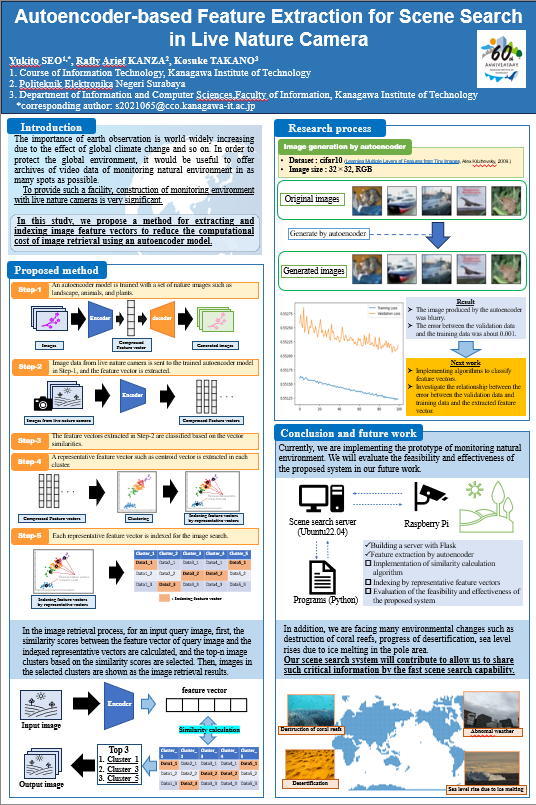 Autoencoder-based Feature Extraction for Scene Search
in Live Nature Camera
Yukito SEO¹,*, Rafly Arief KANZA², Kosuke TAKANO³
1. Course of Information Technology, Kanagawa Institute of Technology
2. Politeknik Elektronika Negeri Surabaya
3. Department of Information and Computer Sciences,Faculty of Information, Kanagawa Institute of Technology
*corresponding author: s2021065@cco.kanagawa-it.ac.jp
60th
ANNIVERSARY
Introduction
The importance of earth observation is world widely increasing
due to the effect of global climate change and so on. In order to
protect the global environment, it would be useful to offer
archives of video data of monitoring natural environment in as
many spots as possible.
To provide such a facility, construction of monitoring environment
with live nature cameras is very significant.
In this study, we propose a method for extracting and
indexing image feature vectors to reduce the computational
cost of image retrieval using an autoencoder model.
Proposed method
Step-1
An autoencoder model is trained with a set of nature images such as
landscape, animals, and plants.
Encoder
decoder
Images
Compressed
Feature vector
Generated images
Step-2
Image data from live nature camera is sent to the trained autoencoder model
in Step-1, and the feature vector is extracted.
Encoder
Images from live nature camera
Compressed Feature vectors
Step-3
The feature vectors extracted in Step-2 are classified based on the vector
similarities.
Step-4
A representative feature vector such as centroid vector is extracted in each
cluster.
Compressed Feature vectors
Clustering
Indexing feature vectors
by representative vectors
Step-5
Each representative feature vector is indexed for the image search.
Indexing feature vectors
by representative vectors
Cluster_1 Cluster_2 Cluster_3 Cluster_4 Cluster_5
Data1_1 Data2_1 Data3_1 Data4_1 Data5_1
Data1_2 Data2_2 Data3_2 Data4_2 Data5_2
Data1_3 Data2_3 Data3_3 Data4_3 Data5_3
: Indexing feature vector
In the image retrieval process, for an input query image, first, the
similarity scores between the feature vector of query image and the
indexed representative vectors are calculated, and the top-n image
clusters based on the similarity scores are selected. Then, images in
the selected clusters are shown as the image retrieval results.
Input image
Encoder
feature vector
Similarity calculation
Output image
Top 3
1. Cluster_1
2. Cluster_3
3. Cluster_5
Research process
Image generation by autoencoder
• Dataset : cifar10 (Learning Multiple Layers of Features from Tiny Images, Alex Krizhevsky, 2009.)
• Image size : 32 × 32, RGB
Original images
Generate by autoencoder
Generated images
Training Loss
Validation Loss
0 20 40 60 80 100
Result
The image produced by the autoencoder
was blurry.
The error between the validation data
and the training data was about 0.001.
Next work
Implementing algorithms to classify
feature vectors.
Investigate the relationship between the
error between the validation data and
training data and the extracted feature
vector.
Conclusion and future work
Currently, we are implementing the prototype of monitoring natural
environment. We will evaluate the feasibility and effectiveness of
the proposed system in our future work.
Scene search server
(Ubuntu22.04)
Raspberry Pi
Programs (Python)
✓Building a server with Flask
✓Feature extraction by autoencoder
☐ Implementation of similarity calculation
algorithm
☐ Indexing by representative feature vectors
☐ Evaluation of the feasibility and effectiveness of
the proposed system
In addition, we are facing many environmental changes such as
destruction of coral reefs, progress of desertification, sea level
rises due to ice melting in the pole area.
Our scene search system will contribute to allow us to share
such critical information by the fast scene search capability.
Destruction of coral reefs
Abnomal weather
Desertification
Sea level rise due to ice melting